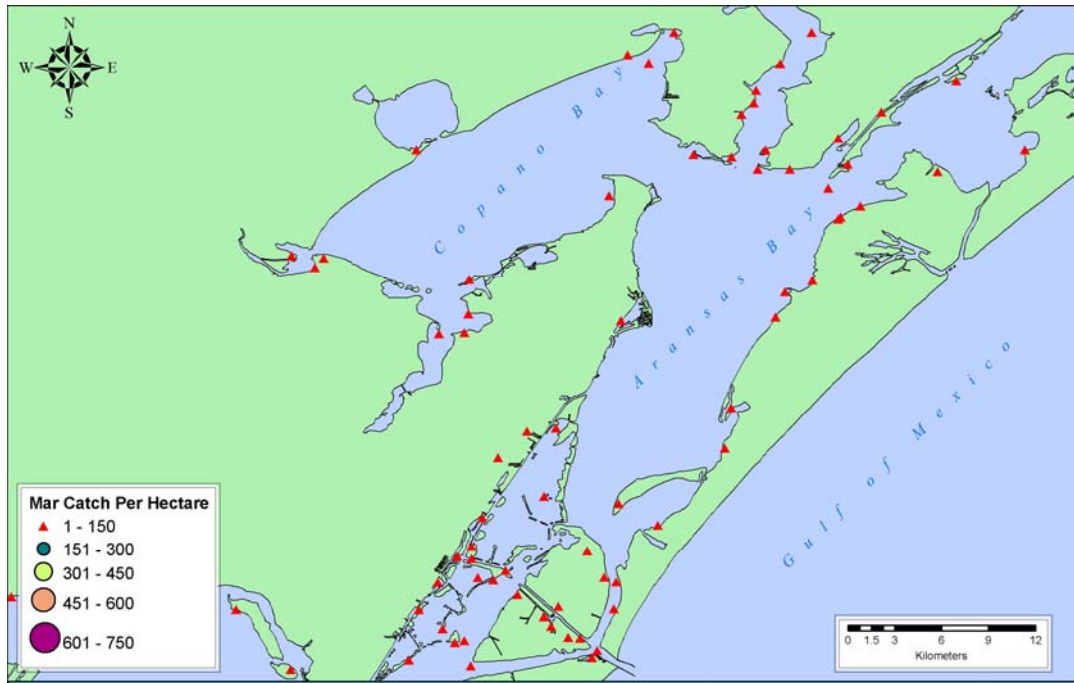 N
W E
S
Copano Bay
Aransas Bay
Gulf of Mexico
Mar Catch Per Hectare
1 - 150
151 - 300
301 - 450
451 - 600
601 - 750
0 1.5 3 6 9 12
Kilometers